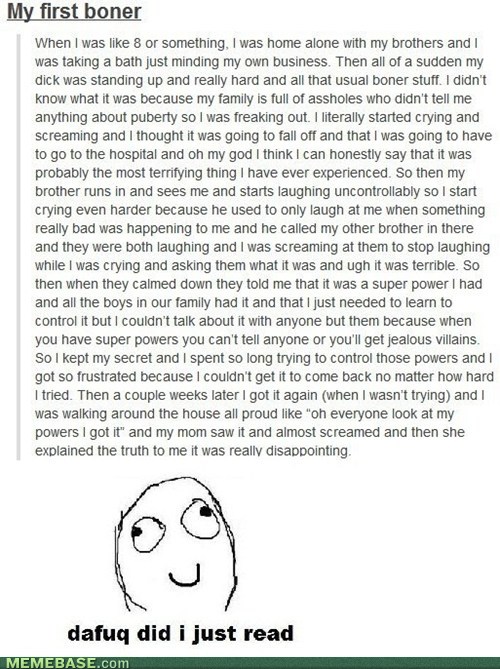 My first boner
When I was like 8 or something, I was home alone with my brothers and I
was taking a bath just minding my own business. Then all of a sudden my
dick was standing up and really hard and all that usual boner stuff. I didn't
know what it was because my family is full of assholes who didn't tell me
anything about puberty so I was freaking out. I literally started crying and
screaming and I thought it was going to fall off and that I was going to have
to go to the hospital and oh my god I think I can honestly say that it was
probably the most terrifying thing I have ever experienced. So then my
brother runs in and sees me and starts laughing uncontrollably so I start
crying even harder because he used to only laugh at me when something
really bad was happening to me and he called my other brother in there
and they were both laughing and I was screaming at them to stop laughing
while I was crying and asking them what it was and ugh it was terrible. So
then when they calmed down they told me that it was a super power I had
and all the boys in our family had it and that I just needed to learn to
control it but I couldn't talk about it with anyone but them because when
you have super powers you can't tell anyone or you'll get jealous villains.
So I kept my secret and I spent so long trying to control those powers and I
got so frustrated because I couldn't get it to come back no matter how hard
I tried. Then a couple weeks later I got it again (when I wasn't trying) and I
was walking around the house all proud like "oh everyone look at my
powers I got it" and my mom saw it and almost screamed and then she
explained the truth to me it was really disappointing.
dafuq did i just read
MEMEBASE.com